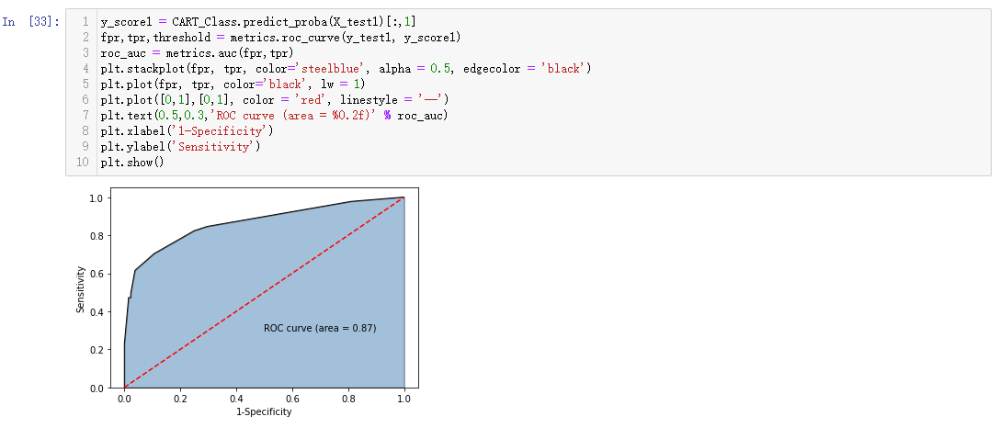 In [33]:
1 y_score1 = CART_Class.predict_proba(X_test1)[:,1]
2 fpr,tpr,threshold = metrics.roc_curve(y_test1, y_score1)
3 roc_auc = metrics.auc(fpr,tpr)
4 plt.stackplot(fpr, tpr, color='steelblue', alpha = 0.5, edgecolor = 'black')
5 plt.plot(fpr, tpr, color='black', lw = 1)
6 plt.plot([0,1],[0,1], color = 'red', linestyle = '--')
7 plt.text(0.5,0.3,'ROC curve (area = %0.2f)' % roc_auc)
8 plt.xlabel('1-Specificity')
9 plt.ylabel('Sensitivity')
10 plt.show()
1.0
0.8
0.6
0.4
0.2
0.0
Sensitivity
ROC curve (area = 0.87)
0.0 0.2 0.4 0.6 0.8 1.0
1-Specificity